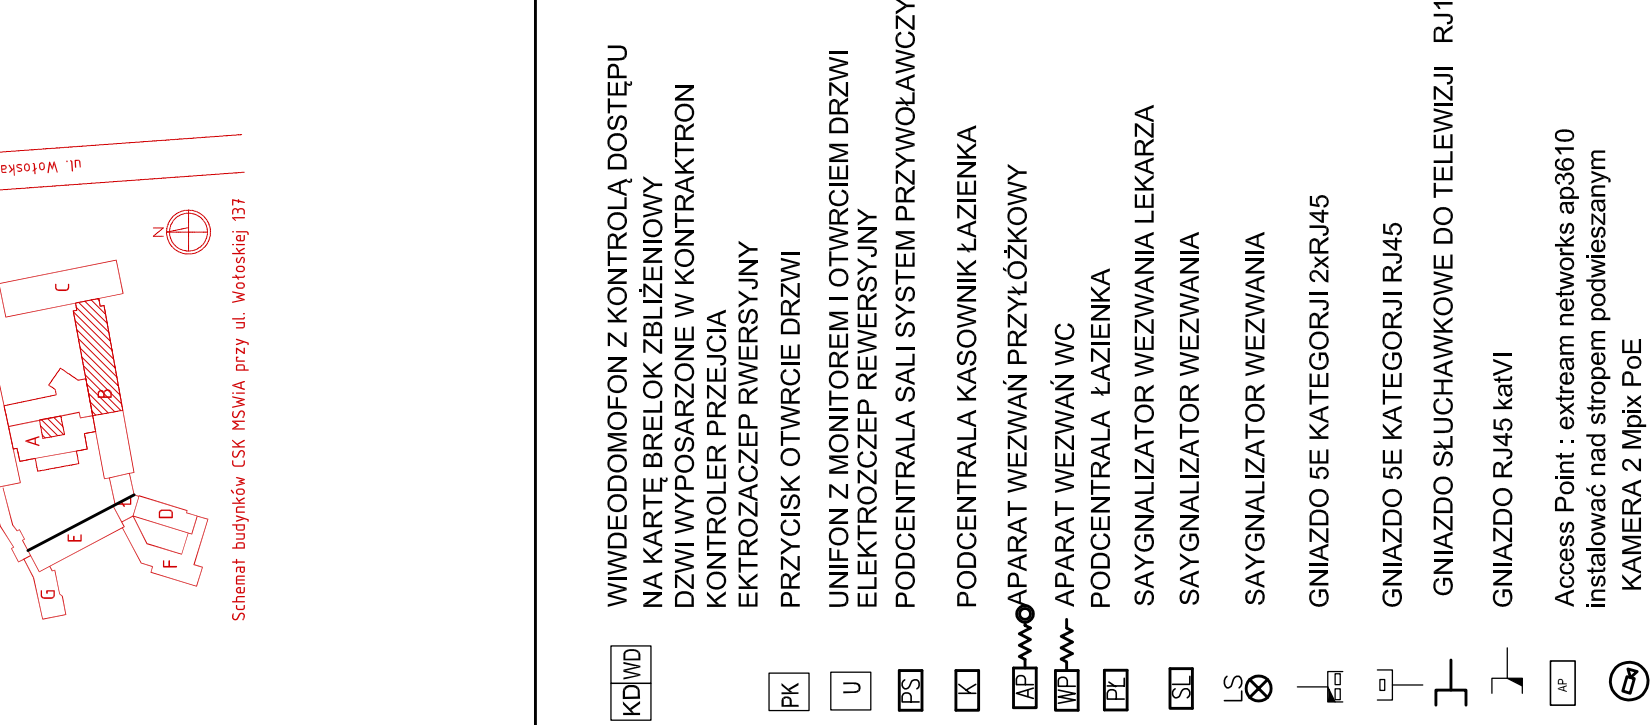 ul. Wołoska
N
C
B
A
E
D
F
G
Schemat budynków CSK MSWiA przy ul. Wołoskiej 137
KD WD
WIWDEODOMOFON Z KONTROLĄ DOSTĘPU
NA KARTĘ BRELOK ZBLIŻENIOWY
DZWI WYPOSARZONE W KONTRAKTRON
KONTROLER PRZEJCIA
EKTROZACZEP RWERSYJNY
PK PRZYCISK OTWRCIE DRZWI
U UNIFON Z MONITOREM I OTWRCIEM DRZWI
ELEKTROZCZEP REWERSYJNY
PS PODCENTRALA SALI SYSTEM PRZYWOŁAWCZY
K PODCENTRALA KASOWNIK ŁAZIENKA
AP APARAT WEZWAŃ PRZYŁÓŻKOWY
WP APARAT WEZWAŃ WC
PŁ PODCENTRALA ŁAZIENKA
SAYGNALIZATOR WEZWANIA LEKARZA
SL SAYGNALIZATOR WEZWANIA
LS SAYGNALIZATOR WEZWANIA
GNIAZDO 5E KATEGORJI 2xRJ45
GNIAZDO 5E KATEGORJI RJ45
GNIAZDO SŁUCHAWKOWE DO TELEWIZJI RJ1
GNIAZDO RJ45 katVI
AP Access Point : extream networks ap3610
instalować nad stropem podwieszanym
KAMERA 2 Mpix PoE